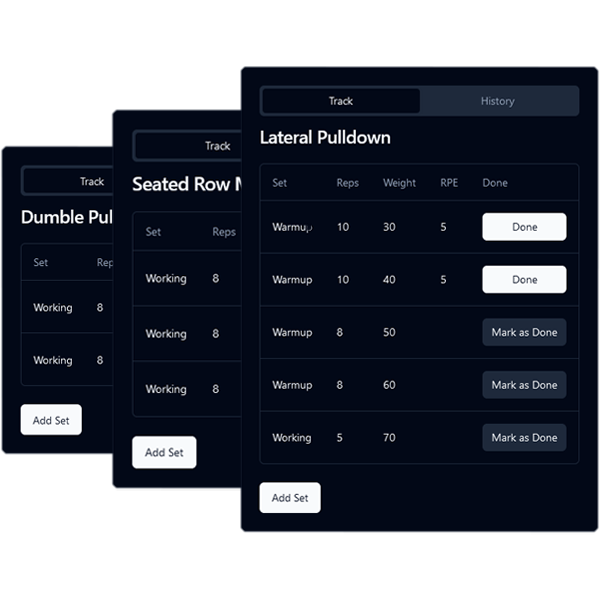 Track
Dumble Pul
Set Rep
Working 8
Working 8
Add Set
Track
Seated Row M
Set Reps
Working 8
Working 8
Working 8
Add Set
Track History
Lateral Pulldown
Set Reps Weight RPE Done
Warmup 10 30 5 Done
Warmup 10 40 5 Done
Warmup 8 50 Mark as Done
Warmup 8 60 Mark as Done
Working 5 70 Mark as Done
Add Set